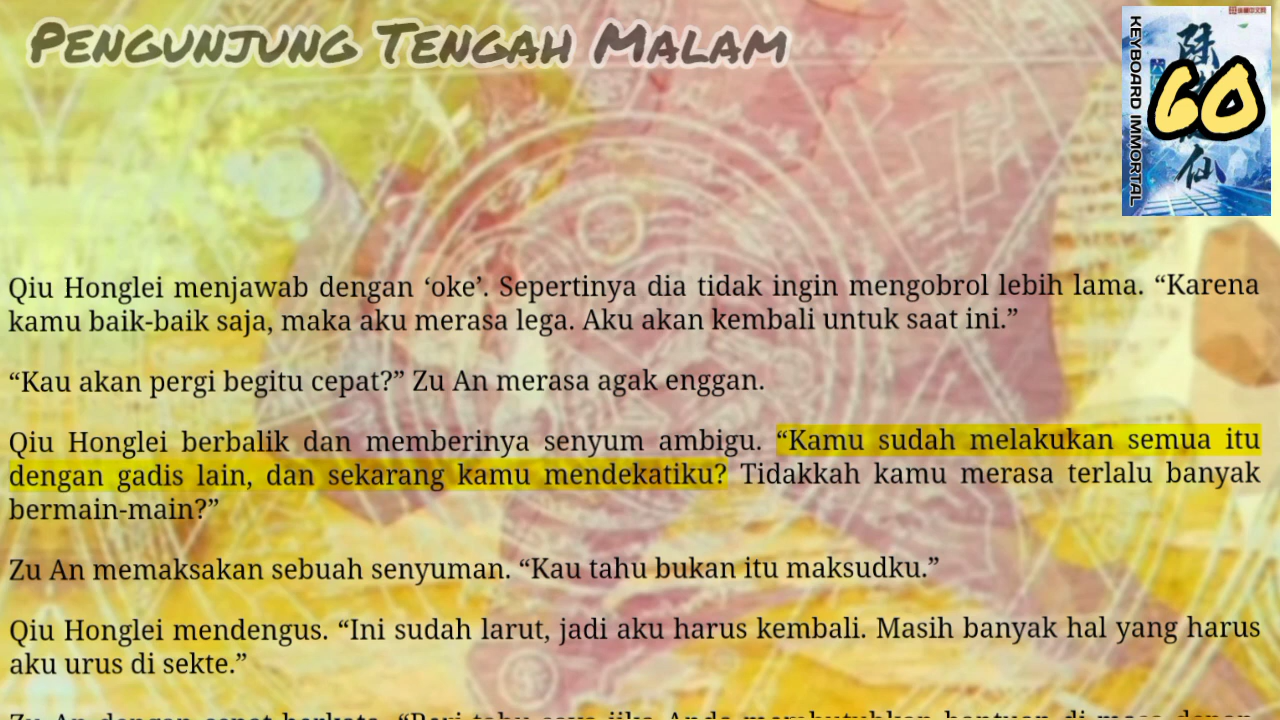 Pengunjung Tengah Malam
KEYBOARD IMMORTAL
60
仙
Qiu Honglei menjawab dengan ‘oke’. Sepertinya dia tidak ingin mengobrol lebih lama. “Karena
kamu baik-baik saja, maka aku merasa lega. Aku akan kembali untuk saat ini.”
“Kau akan pergi begitu cepat?” Zu An merasa agak enggan.
Qiu Honglei berbalik dan memberinya senyum ambigu. “Kamu sudah melakukan semua itu
dengan gadis lain, dan sekarang kamu mendekatiku? Tidakkah kamu merasa terlalu banyak
bermain-main?”
Zu An memaksakan sebuah senyuman. “Kau tahu bukan itu maksudku.”
Qiu Honglei mendengus. “Ini sudah larut, jadi aku harus kembali. Masih banyak hal yang harus
aku urus di sekte.”